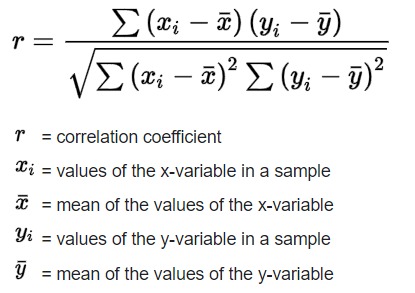 r = \frac{\sum (x_i - \bar{x}) (y_i - \bar{y})}{\sqrt{\sum (x_i - \bar{x})^2 \sum (y_i - \bar{y})^2}}
r = correlation coefficient
x_i = values of the x-variable in a sample
\bar{x} = mean of the values of the x-variable
y_i = values of the y-variable in a sample
\bar{y} = mean of the values of the y-variable